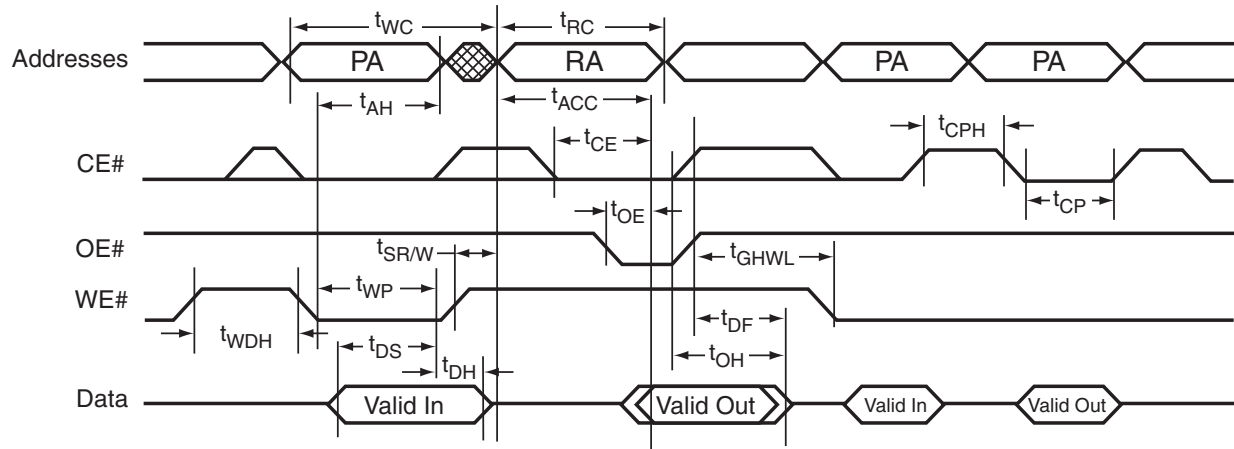 tWC tRC
Addresses PA RA PA PA
tAH tACC
tCE tCPH
CE#
tOE tCP
OE# tSR/W tGHWL
WE# tWP
tWDH tDS tDF
tDH tOH
Data Valid In Valid Out Valid In Valid Out